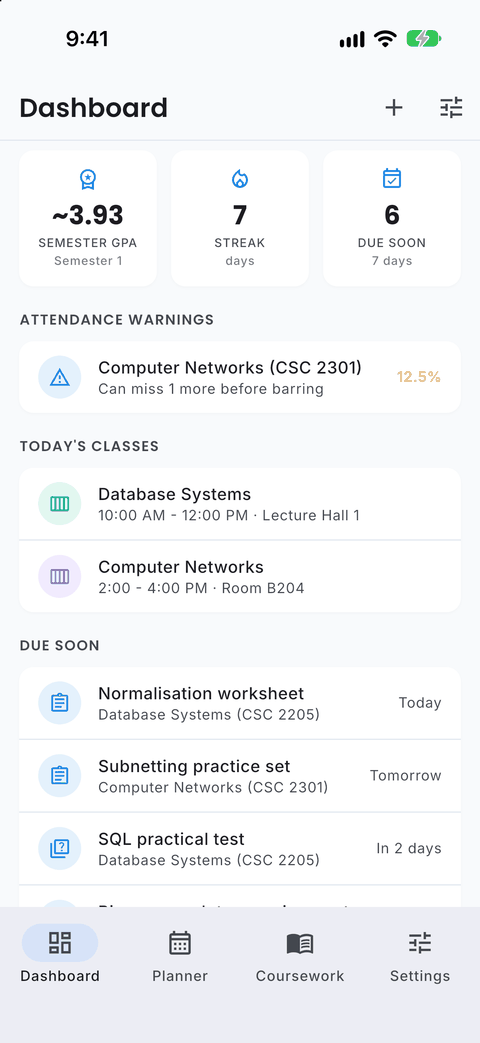 9:41
Dashboard
~3.93
SEMESTER GPA
Semester 1
7
STREAK
days
6
DUE SOON
7 days
ATTENDANCE WARNINGS
Computer Networks (CSC 2301)
Can miss 1 more before barring
12.5%
TODAY'S CLASSES
Database Systems
10:00 AM - 12:00 PM · Lecture Hall 1
Computer Networks
2:00 - 4:00 PM · Room B204
DUE SOON
Normalisation worksheet
Database Systems (CSC 2205)
Today
Subnetting practice set
Computer Networks (CSC 2301)
Tomorrow
SQL practical test
Database Systems (CSC 2205)
In 2 days
Dashboard
Planner
Coursework
Settings